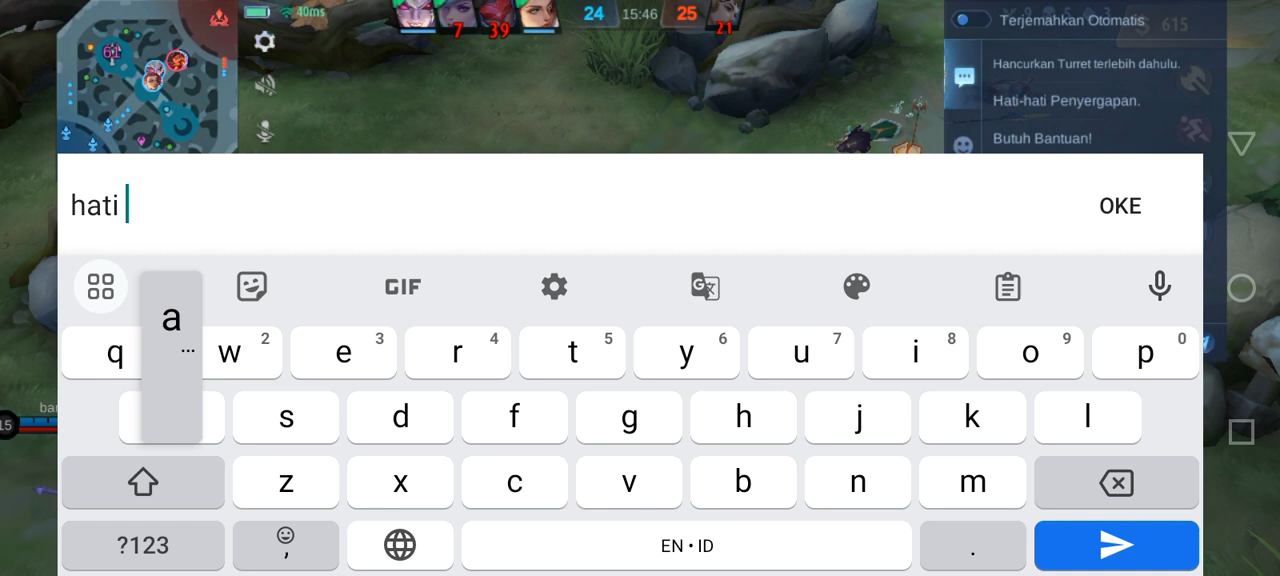 40ms
7
39
24
15:46
25
21
Terjemahkan Otomatis
615
Hancurkan Turret terlebih dahulu.
Hati-hati Penyergapan.
Butuh Bantuan!
hati
OKE
GIF
a
...
q w 2 e 3 r 4 t 5 y 6 u 7 i 8 o 9 p 0
s d f g h j k l
15
z x c v b n m
?123 , EN • ID .